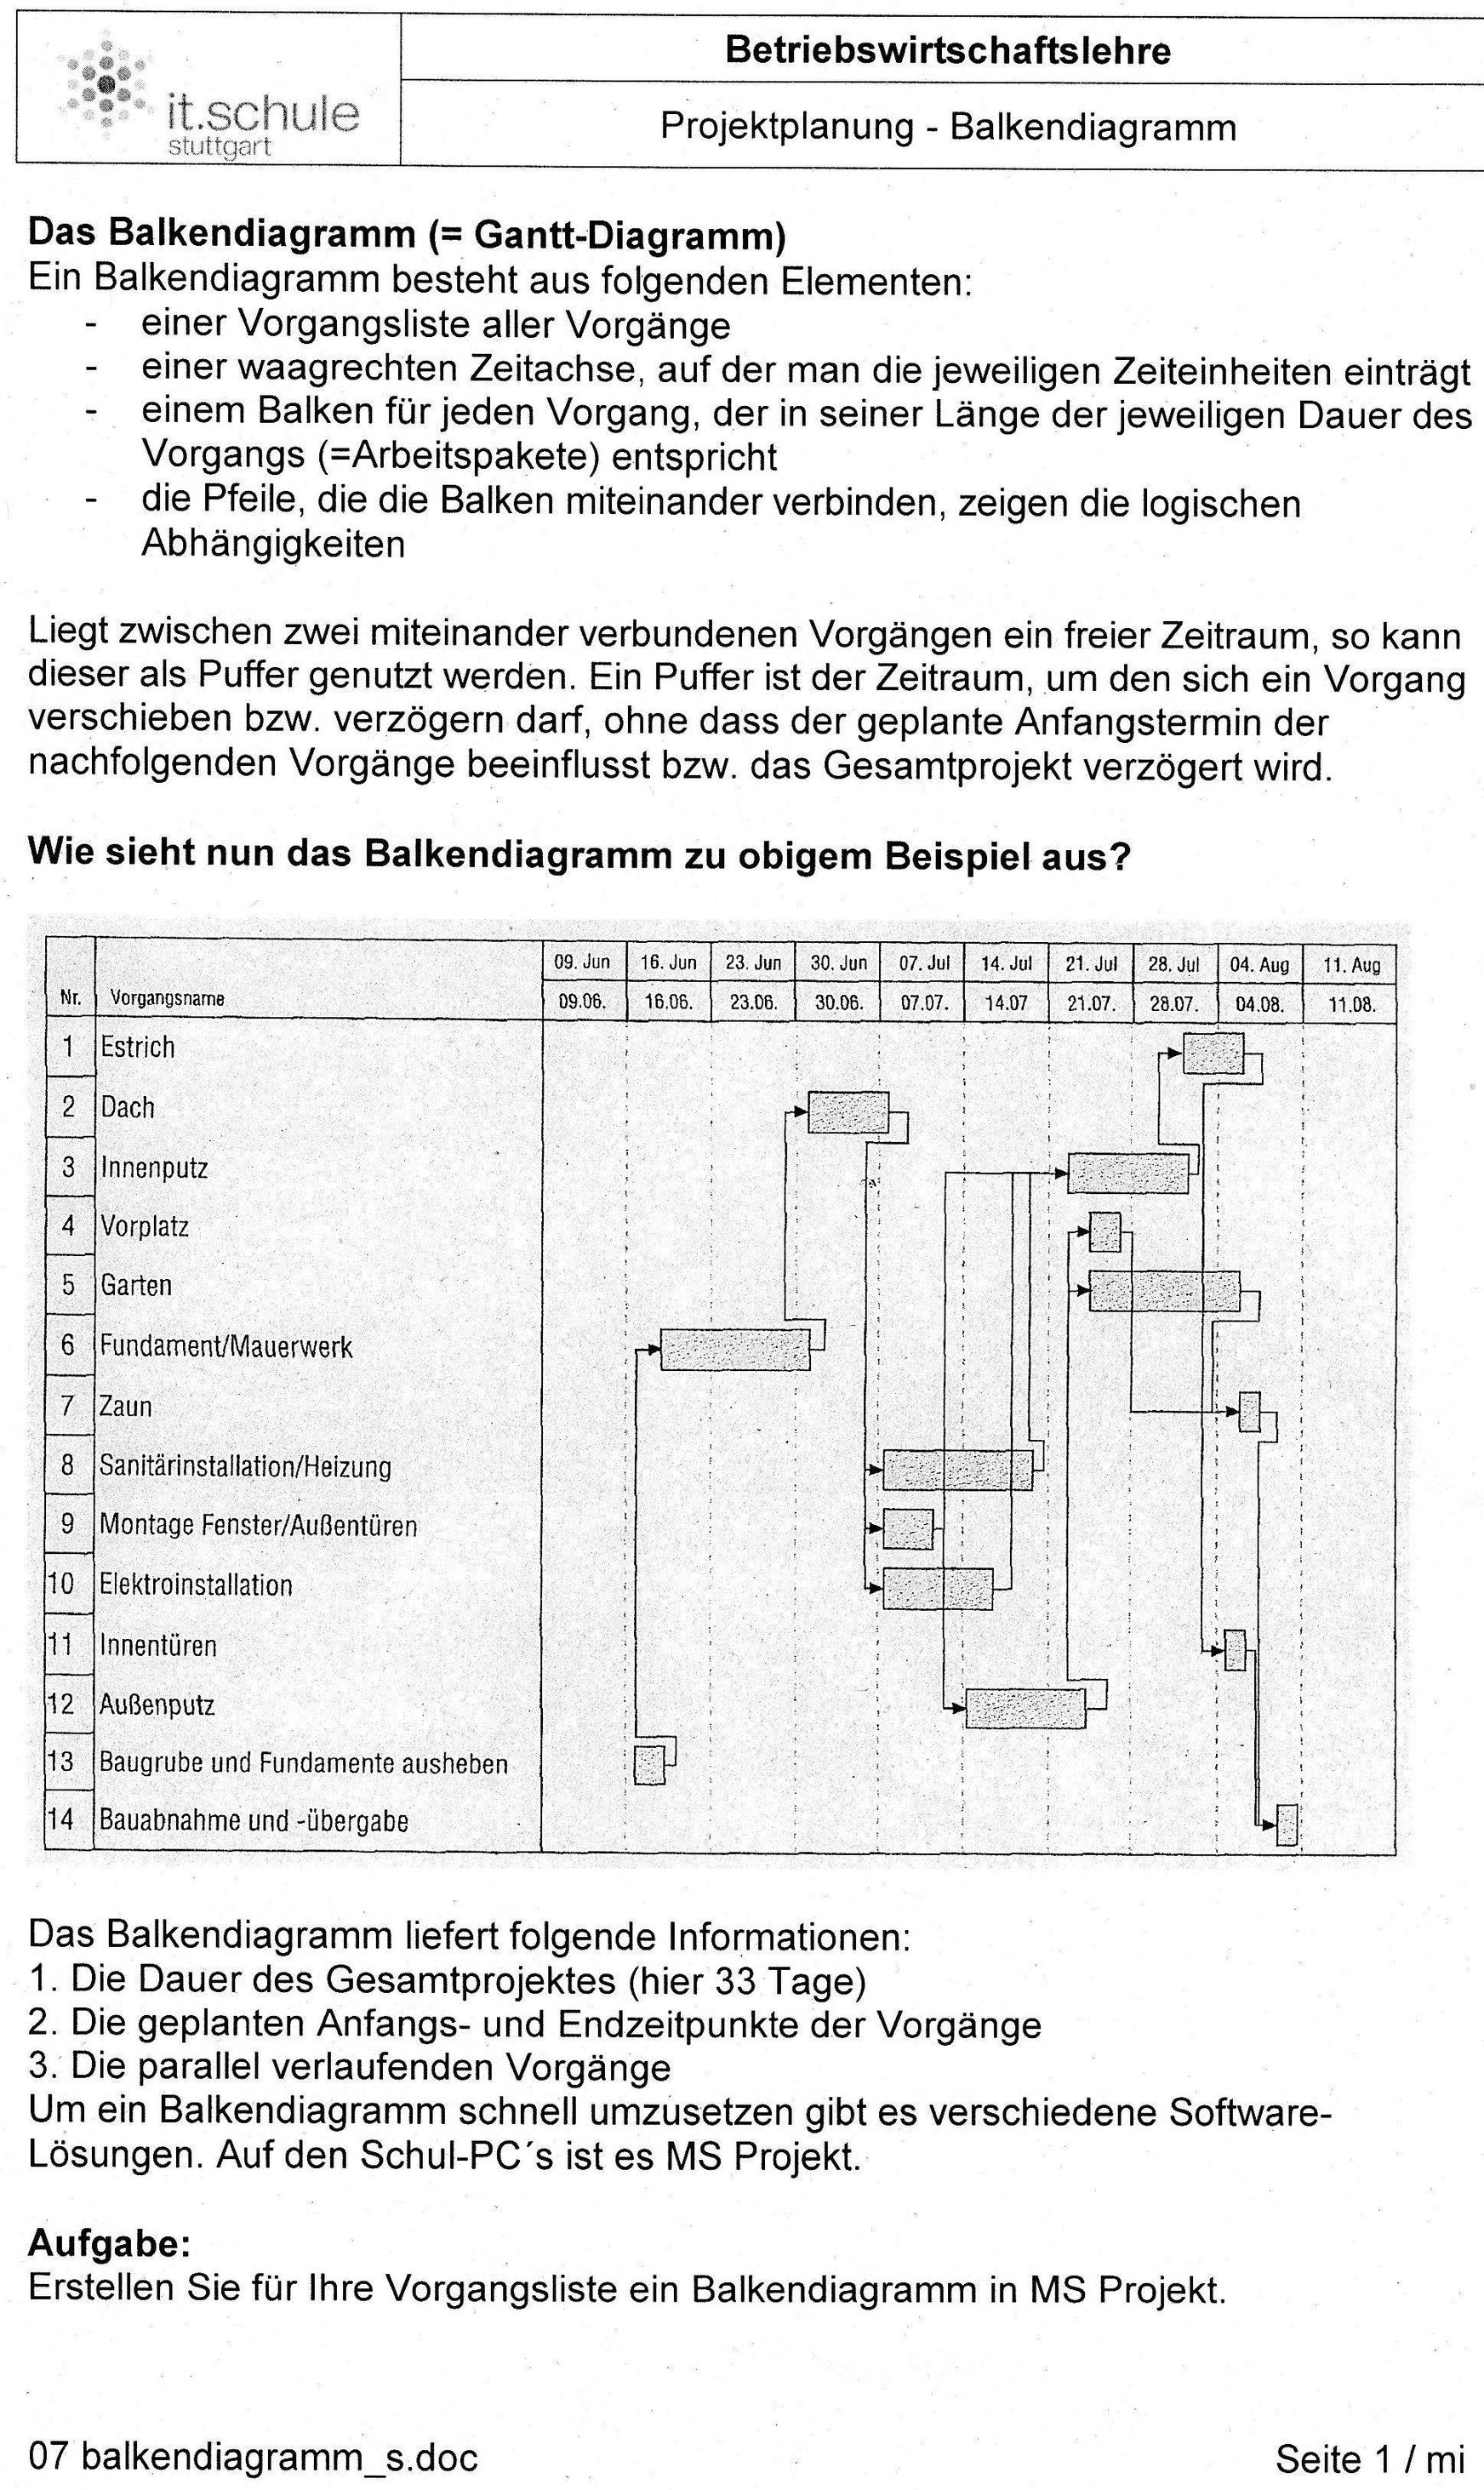 it.schule
stuttgart
Betriebswirtschaftslehre
Projektplanung - Balkendiagramm
Das Balkendiagramm (= Gantt-Diagramm)
Ein Balkendiagramm besteht aus folgenden Elementen:
- einer Vorgangsliste aller Vorgänge
- einer waagrechten Zeitachse, auf der man die jeweiligen Zeiteinheiten einträgt
- einem Balken für jeden Vorgang, der in seiner Länge der jeweiligen Dauer des
Vorgangs (=Arbeitspakete) entspricht
- die Pfeile, die die Balken miteinander verbinden, zeigen die logischen
Abhängigkeiten
Liegt zwischen zwei miteinander verbundenen Vorgängen ein freier Zeitraum, so kann
dieser als Puffer genutzt werden. Ein Puffer ist der Zeitraum, um den sich ein Vorgang
verschieben bzw. verzögern darf, ohne dass der geplante Anfangstermin der
nachfolgenden Vorgänge beeinflusst bzw. das Gesamtprojekt verzögert wird.
Wie sieht nun das Balkendiagramm zu obigem Beispiel aus?
09. Jun 16. Jun 23. Jun 30. Jun 07. Jul 14. Jul 21. Jul 28. Jul 04. Aug 11. Aug
Nr. Vorgangsname 09.06. 16.06. 23.06. 30.06. 07.07. 14.07 21.07. 28.07. 04.08. 11.08.
1 Estrich
2 Dach
3 Innenputz
4 Vorplatz
5 Garten
6 Fundament/Mauerwerk
7 Zaun
8 Sanitärinstallation/Heizung
9 Montage Fenster/Außentüren
10 Elektroinstallation
11 Innentüren
12 Außenputz
13 Baugrube und Fundamente ausheben
14 Bauabnahme und -übergabe
Das Balkendiagramm liefert folgende Informationen:
1. Die Dauer des Gesamtprojektes (hier 33 Tage)
2. Die geplanten Anfangs- und Endzeitpunkte der Vorgänge
3. Die parallel verlaufenden Vorgänge
Um ein Balkendiagramm schnell umzusetzen gibt es verschiedene Software-
Lösungen. Auf den Schul-PC´s ist es MS Projekt.
Aufgabe:
Erstellen Sie für Ihre Vorgangsliste ein Balkendiagramm in MS Projekt.
07 balkendiagramm_s.doc Seite 1 / mi